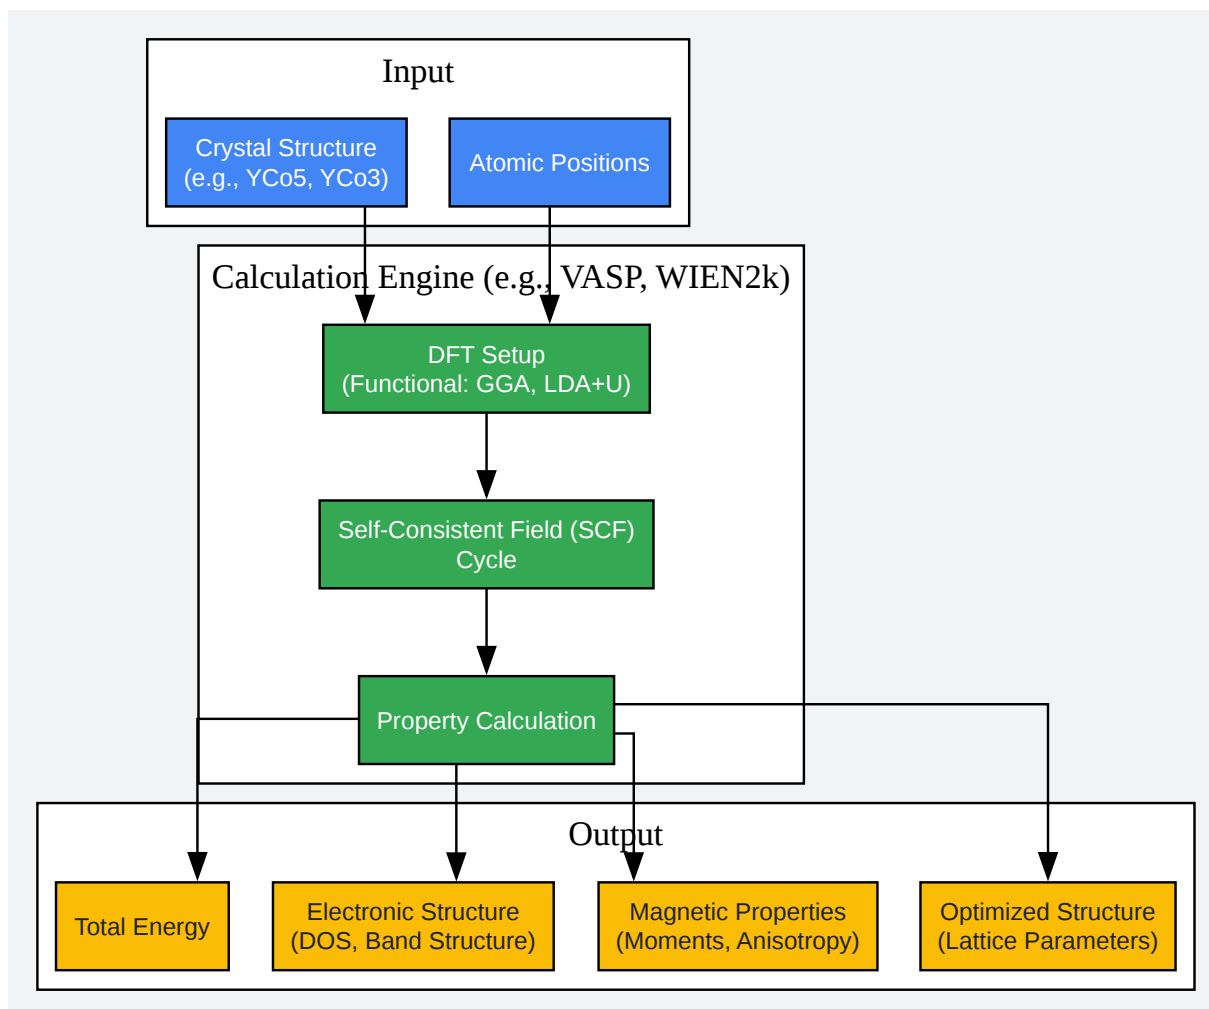 Input
Crystal Structure
(e.g., YCo5, YCo3)
Atomic Positions
Calculation Engine (e.g., VASP, WIEN2k)
DFT Setup
(Functional: GGA, LDA+U)
Self-Consistent Field (SCF)
Cycle
Property Calculation
Output
Total Energy
Electronic Structure
(DOS, Band Structure)
Magnetic Properties
(Moments, Anisotropy)
Optimized Structure
(Lattice Parameters)